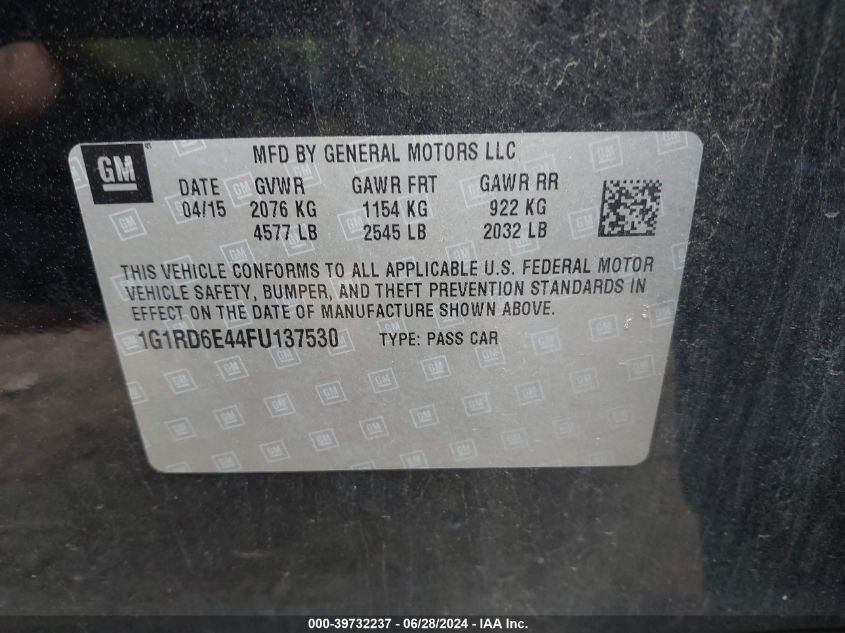 GM
MFD BY GENERAL MOTORS LLC
DATE GVWR GAWR FRT GAWR RR
04/15 2076 KG 1154 KG 922 KG
4577 LB 2545 LB 2032 LB
THIS VEHICLE CONFORMS TO ALL APPLICABLE U.S. FEDERAL MOTOR
VEHICLE SAFETY, BUMPER, AND THEFT PREVENTION STANDARDS IN
EFFECT ON THE DATE OF MANUFACTURE SHOWN ABOVE.
1G1RD6E44FU137530 TYPE: PASS CAR
000-39732237 - 06/28/2024 - IAA Inc.